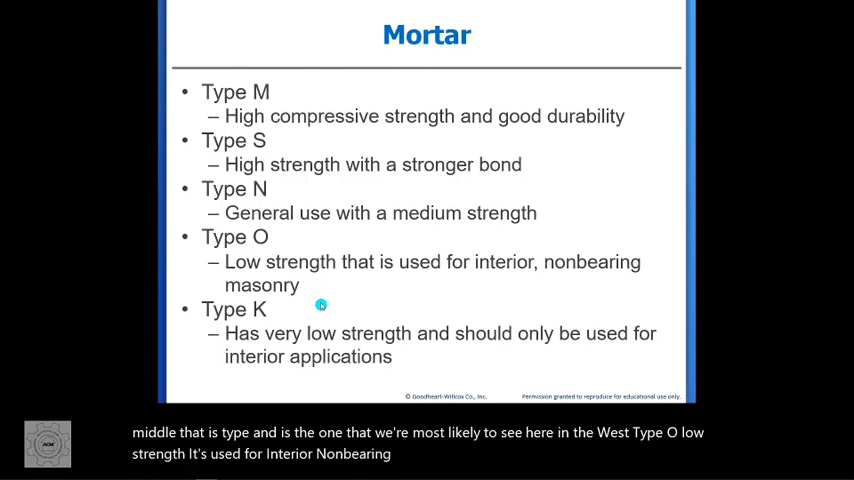 Mortar
• Type M
– High compressive strength and good durability
• Type S
– High strength with a stronger bond
• Type N
– General use with a medium strength
• Type O
– Low strength that is used for interior, nonbearing
masonry
• Type K
– Has very low strength and should only be used for
interior applications
© Goodheart-Willcox Co., Inc. Permission granted to reproduce for educational use only.
ACM
middle that is type and is the one that we're most likely to see here in the West Type O low
strength It's used for Interior Nonbearing